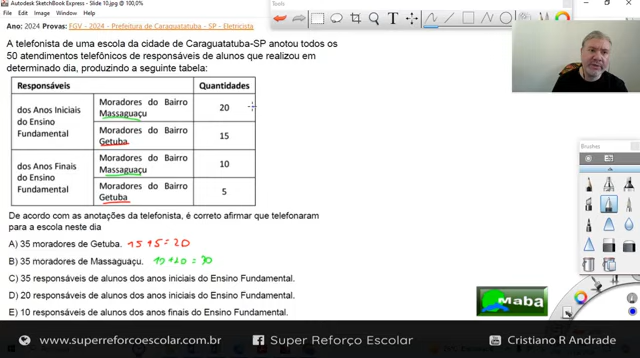 Autodesk SketchBook Express - Slide 10.jpg @ 100,0%
File Edit Image Window Help
Ano: 2024 Provas: FGV - 2024 - Prefeitura de Caraguatatuba - SP - Eletricista
A telefonista de uma escola da cidade de Caraguatatuba-SP anotou todos os
50 atendimentos telefônicos de responsáveis de alunos que realizou em
determinado dia, produzindo a seguinte tabela:
Responsáveis Quantidades
dos Anos Iniciais do Ensino Fundamental
Moradores do Bairro Massaguaçu 20
Moradores do Bairro Getuba 15
dos Anos Finais do Ensino Fundamental
Moradores do Bairro Massaguaçu 10
Moradores do Bairro Getuba 5
De acordo com as anotações da telefonista, é correto afirmar que telefonaram
para a escola neste dia
A) 35 moradores de Getuba. 15+5=20
B) 35 moradores de Massaguaçu. 10+20=30
C) 35 responsáveis de alunos dos anos iniciais do Ensino Fundamental.
D) 20 responsáveis de alunos dos anos iniciais do Ensino Fundamental.
E) 10 responsáveis de alunos dos anos finais do Ensino Fundamental.
Tools
Brushes
Maba
www.superreforcoescolar.com.br Super Reforço Escolar Cristiano R Andrade